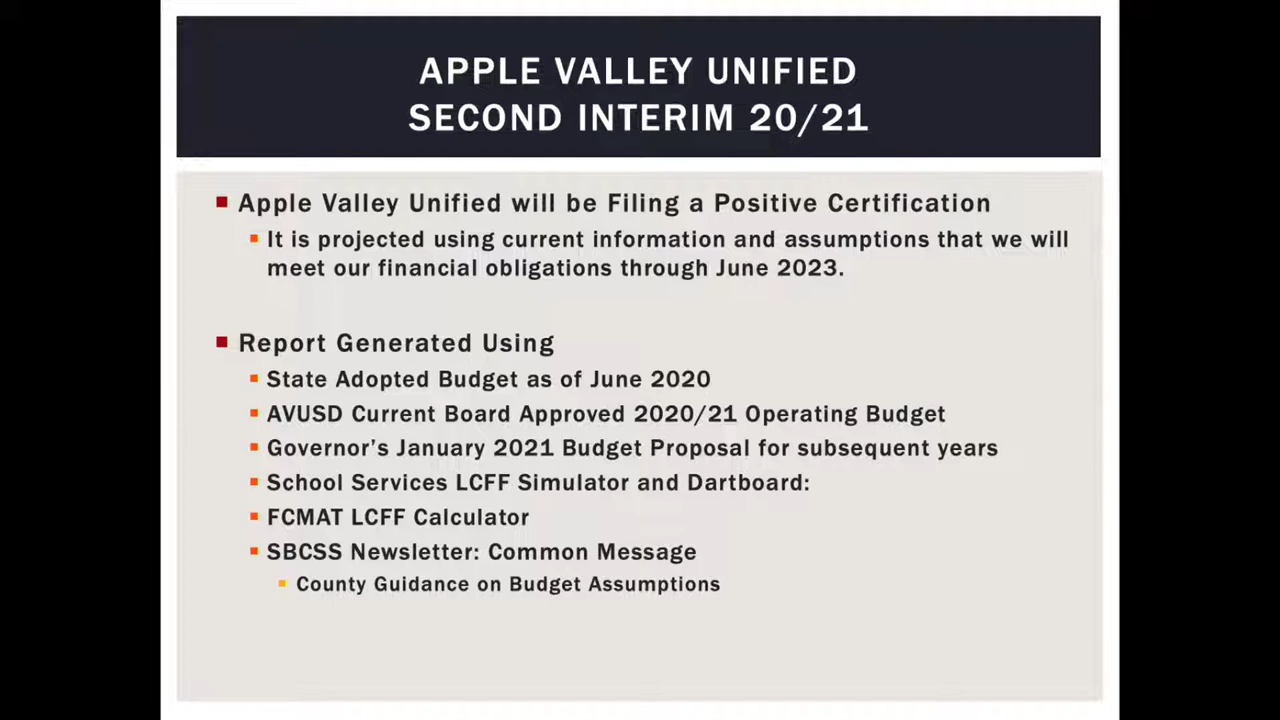 APPLE VALLEY UNIFIED
SECOND INTERIM 20/21
Apple Valley Unified will be Filing a Positive Certification
It is projected using current information and assumptions that we will
meet our financial obligations through June 2023.
Report Generated Using
State Adopted Budget as of June 2020
AVUSD Current Board Approved 2020/21 Operating Budget
Governor's January 2021 Budget Proposal for subsequent years
School Services LCFF Simulator and Dartboard:
FCMAT LCFF Calculator
SBCSS Newsletter: Common Message
County Guidance on Budget Assumptions